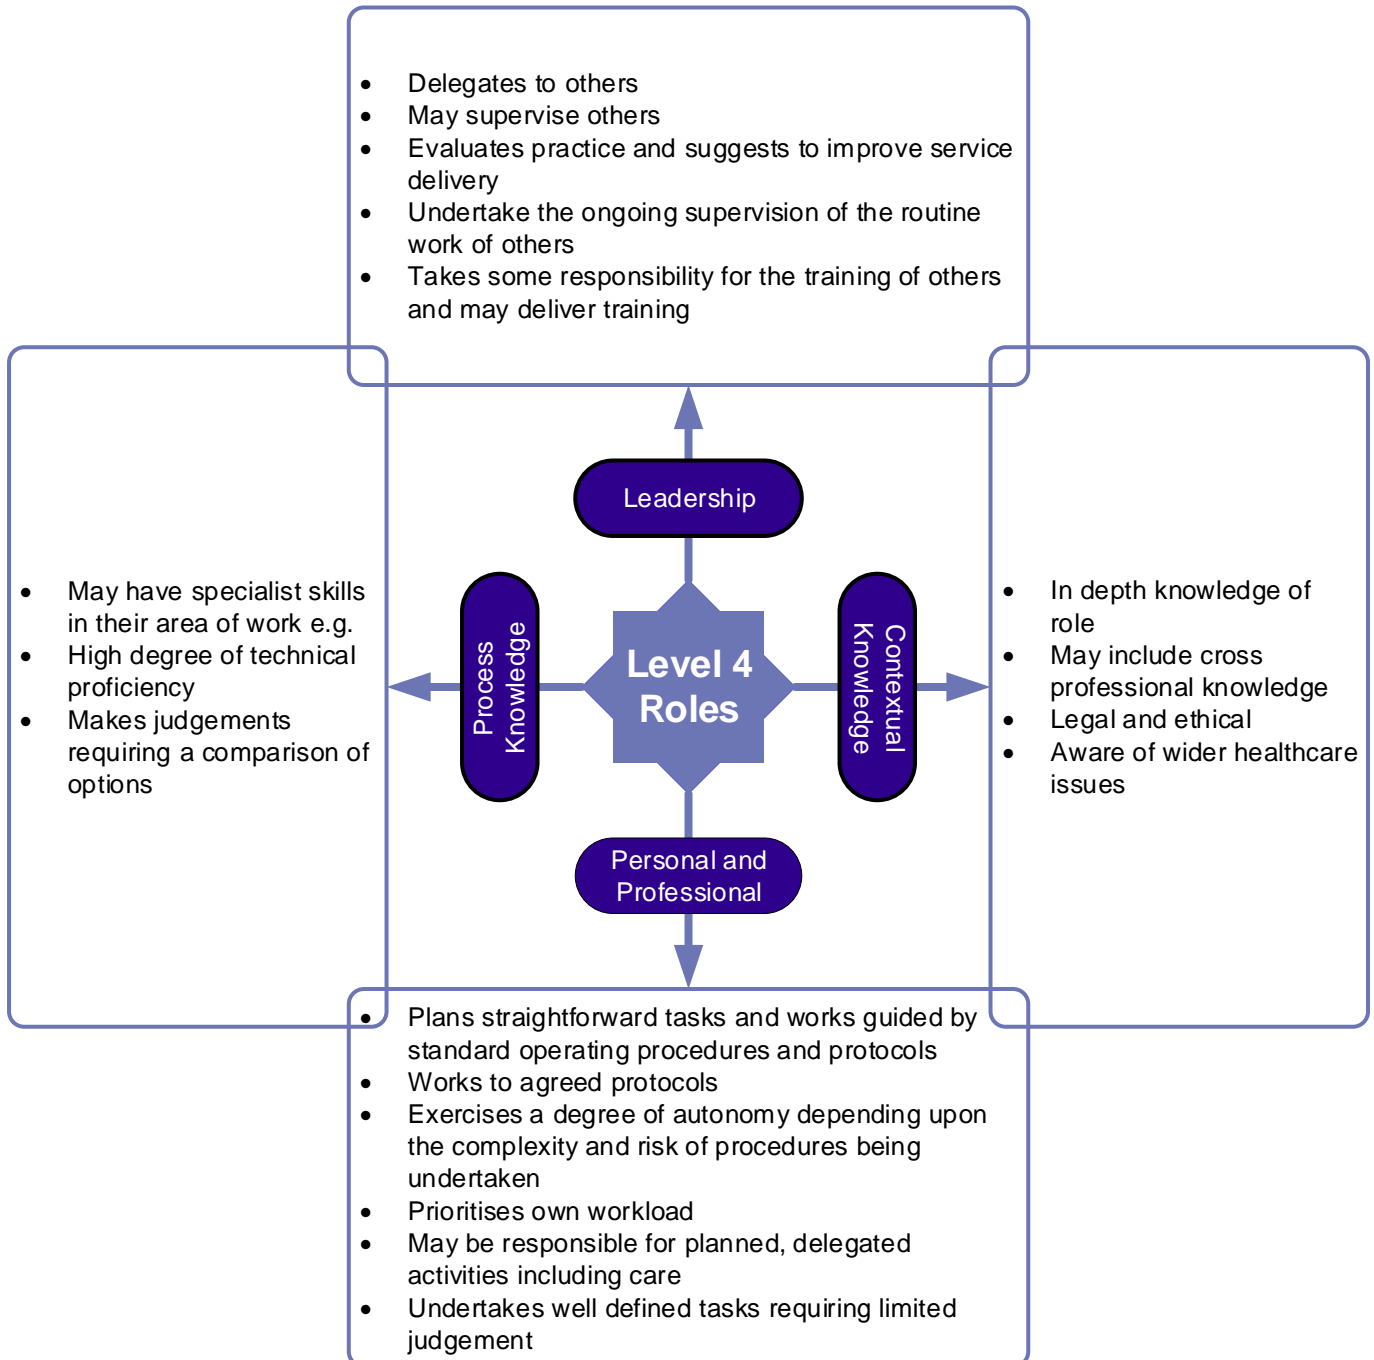 • Delegates to others
• May supervise others
• Evaluates practice and suggests to improve service
delivery
• Undertake the ongoing supervision of the routine
work of others
• Takes some responsibility for the training of others
and may deliver training
Leadership
• May have specialist skills
in their area of work e.g.
• High degree of technical
proficiency
• Makes judgements
requiring a comparison of
options
Process
Knowledge
Level 4
Roles
Contextual
Knowledge
• In depth knowledge of
role
• May include cross
professional knowledge
• Legal and ethical
• Aware of wider healthcare
issues
Personal and
Professional
• Plans straightforward tasks and works guided by
standard operating procedures and protocols
• Works to agreed protocols
• Exercises a degree of autonomy depending upon
the complexity and risk of procedures being
undertaken
• Prioritises own workload
• May be responsible for planned, delegated
activities including care
• Undertakes well defined tasks requiring limited
judgement